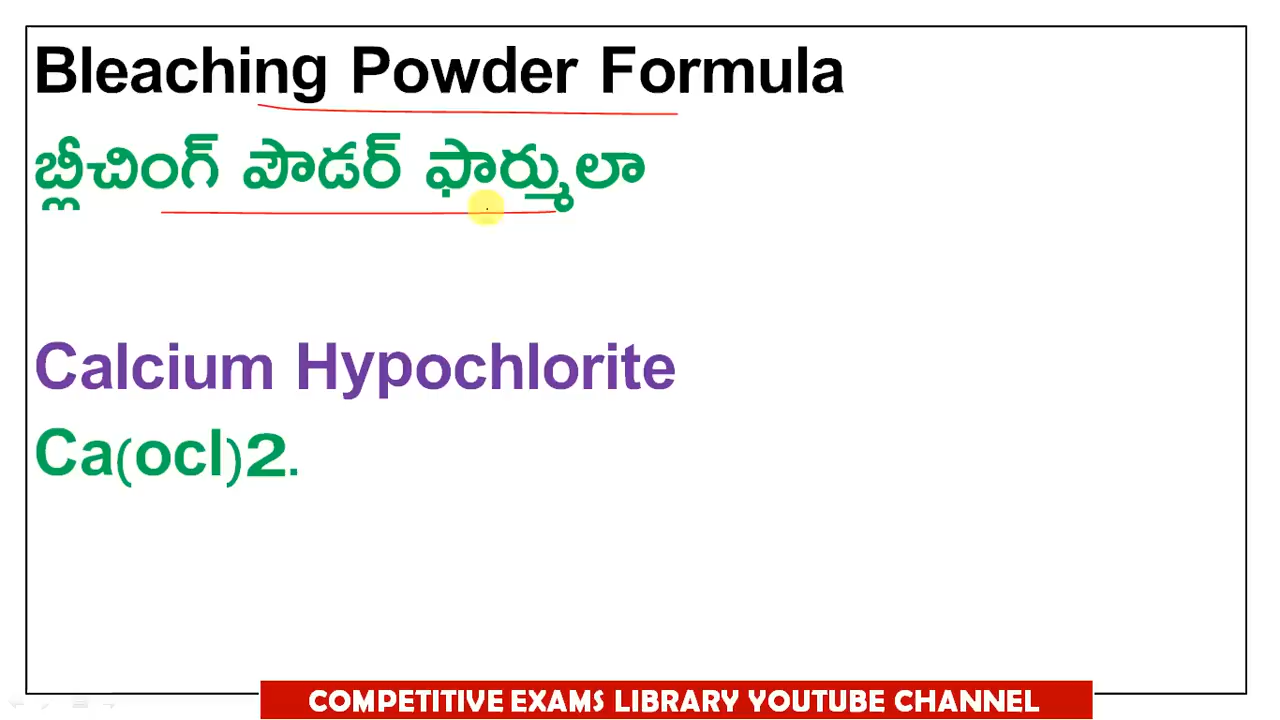 Bleaching Powder Formula
బ్లీచింగ్ పౌడర్ ఫార్ములా
Calcium Hypochlorite
Ca(ocl)2.
COMPETITIVE EXAMS LIBRARY YOUTUBE CHANNEL